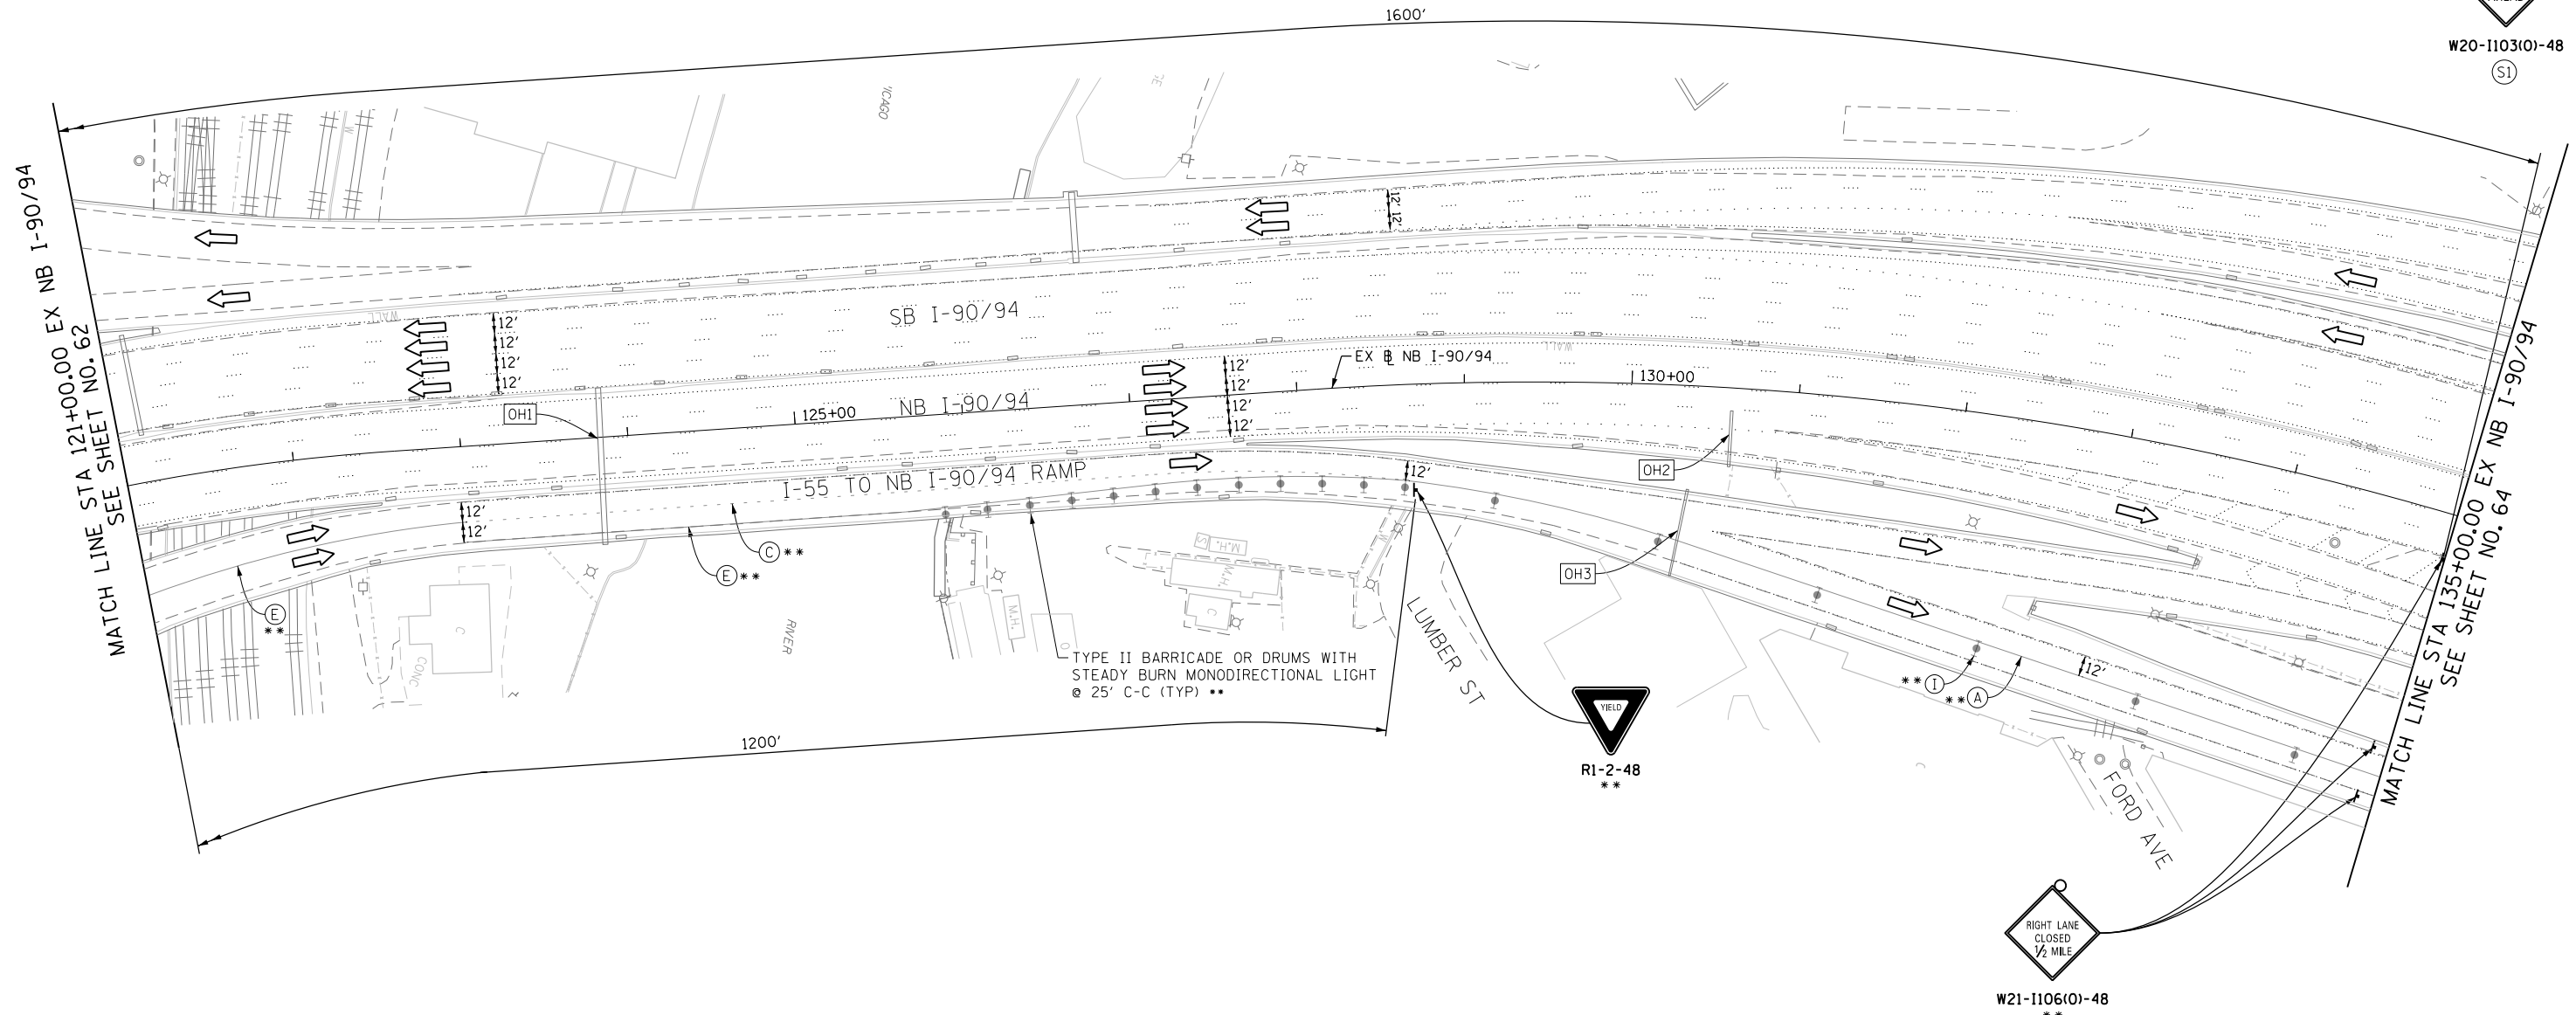 1600'
W20-I103(O)-48
S1
MATCH LINE STA 121+00.00 EX NB I-90/94
SEE SHEET NO. 62
W
12'
12'
WALL
12'
12'
12'
12'
SB I-90/94
EX B NB I-90/94
WALL
130+00
12'
12'
12'
12'
OH1
125+00
NB I-90/94
OH2
I-55 TO NB I-90/94 RAMP
12'
12'
12'
C **
E **
E
**
OH3
M.H.
M.H.
C
M.H.
C
CONC
RIVER
LUMBER ST
TYPE II BARRICADE OR DRUMS WITH
STEADY BURN MONODIRECTIONAL LIGHT
@ 25' C-C (TYP) **
** I
** A
12'
YIELD
R1-2-48
**
1200'
FORD AVE
MATCH LINE STA 135+00.00 EX NB I-90/94
SEE SHEET NO. 64
RIGHT LANE
CLOSED
1/2 MILE
W21-I106(O)-48
**